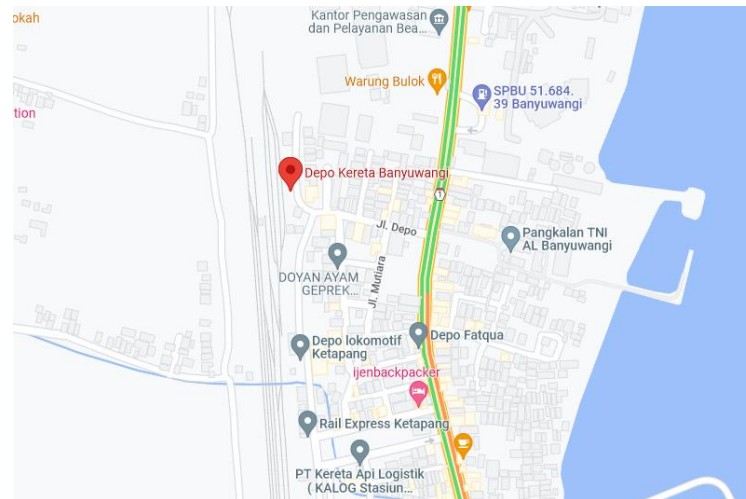 okah
Kantor Pengawasan
dan Pelayanan Bea...
Warung Bulok
SPBU 51.684.
39 Banyuwangi
tion
Depo Kereta Banyuwangi
1
Jl. Depo
Pangkalan TNI
AL Banyuwangi
DOYAN AYAM
GEPREK...
Jl. Mutiara
Depo lokomotif
Ketapang
Depo Fatqua
ijenbackpacker
Rail Express Ketapang
PT Kereta Api Logistik
( KALOG Stasiun...